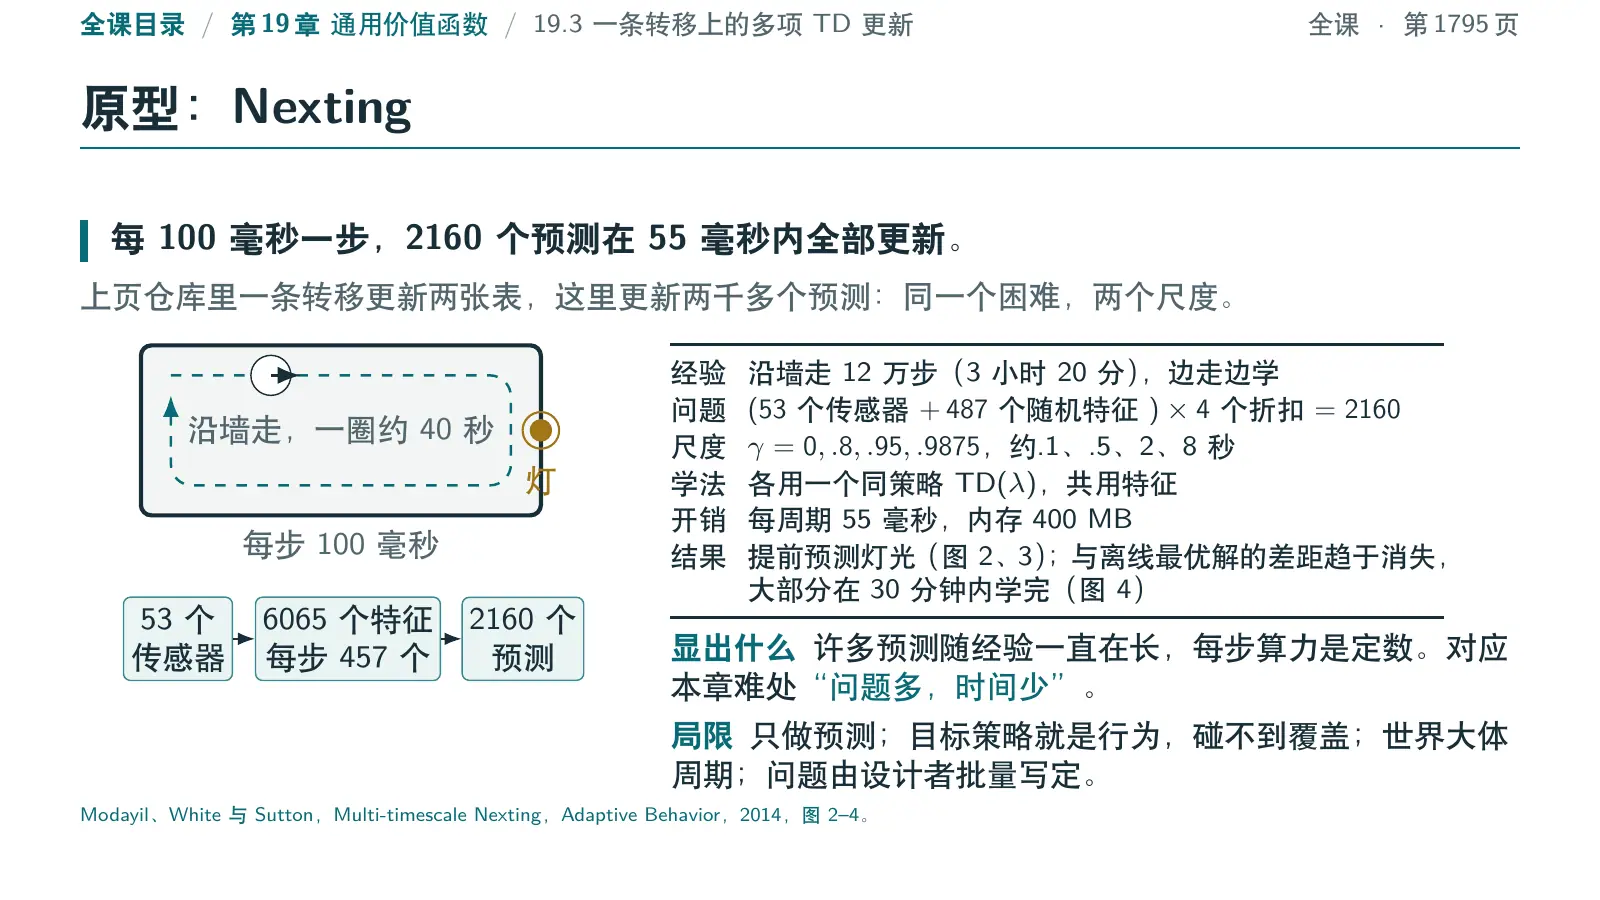 全课目录 / 第 19 章 通用价值函数 / 19.3 一条转移上的多项 TD 更新
全课 · 第 1795 页
原型：Nexting
每 100 毫秒一步，2160 个预测在 55 毫秒内全部更新。
上页仓库里一条转移更新两张表，这里更新两千多个预测：同一个困难，两个尺度。
沿墙走，一圈约 40 秒
灯
每步 100 毫秒
53 个
传感器
6065 个特征
每步 457 个
2160 个
预测
经验 沿墙走 12 万步（3 小时 20 分），边走边学
问题 (53 个传感器 + 487 个随机特征 ) × 4 个折扣 = 2160
尺度 γ = 0, .8, .95, .9875，约.1、.5、2、8 秒
学法 各用一个同策略 TD(λ)，共用特征
开销 每周期 55 毫秒，内存 400 MB
结果 提前预测灯光（图 2、3）；与离线最优解的差距趋于消失，
大部分在 30 分钟内学完（图 4）
显出什么 许多预测随经验一直在长，每步算力是定数。对应
本章难处“问题多，时间少”。
局限 只做预测；目标策略就是行为，碰不到覆盖；世界大体
周期；问题由设计者批量写定。
Modayil、White 与 Sutton，Multi-timescale Nexting，Adaptive Behavior，2014，图 2–4。